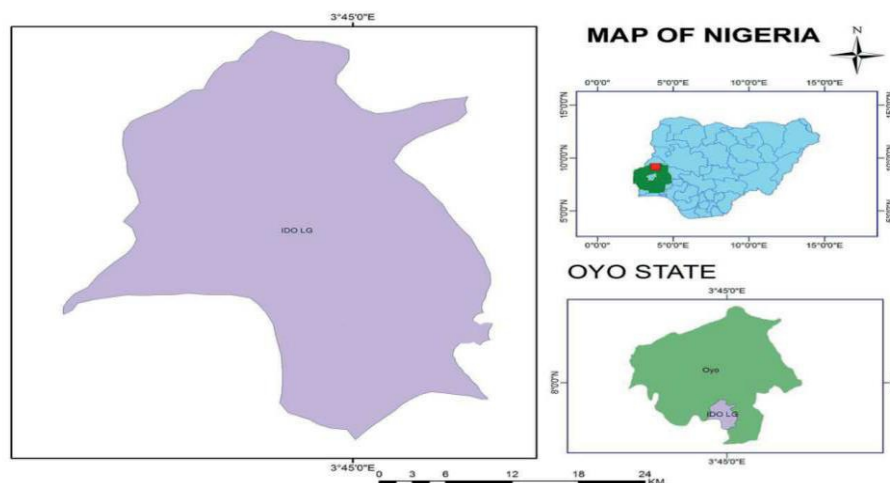 3°45'0"E
IDO LG
3°45'0"E
MAP OF NIGERIA
N
0°0'0" 5°0'0"E 10°0'0"E 15°0'0"E
15°0'0"N
10°0'0"N 10°0'0"N
5°0'0"N
0°0'0" 5°0'0"E 10°0'0"E 15°0'0"E
OYO STATE
3°45'0"E
8°0'0"N
Oyo
IDO LG
3°45'0"E
0 3 6 12 18 24
KM